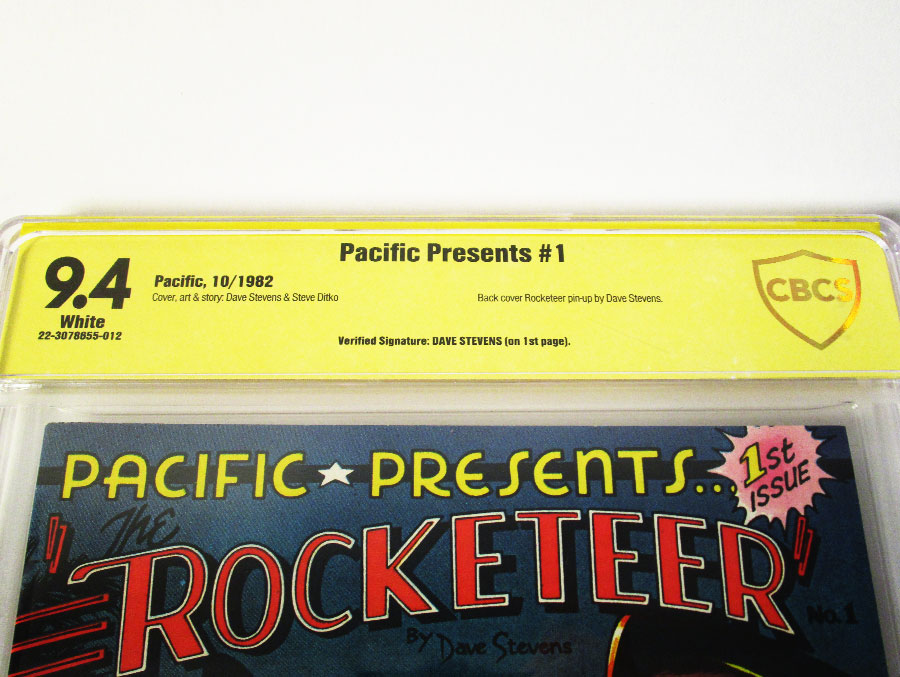 Pacific Presents #1
9.4
White
22-3078655-012
Pacific, 10/1982
Cover, art & story: Dave Stevens & Steve Ditko
Back cover Rocketeer pin-up by Dave Stevens.
Verified Signature: DAVE STEVENS (on 1st page).
CBCS
PACIFIC ★ PRESENTS...
1st
ISSUE
"The
ROCKETEER"
No.1
By Dave Stevens